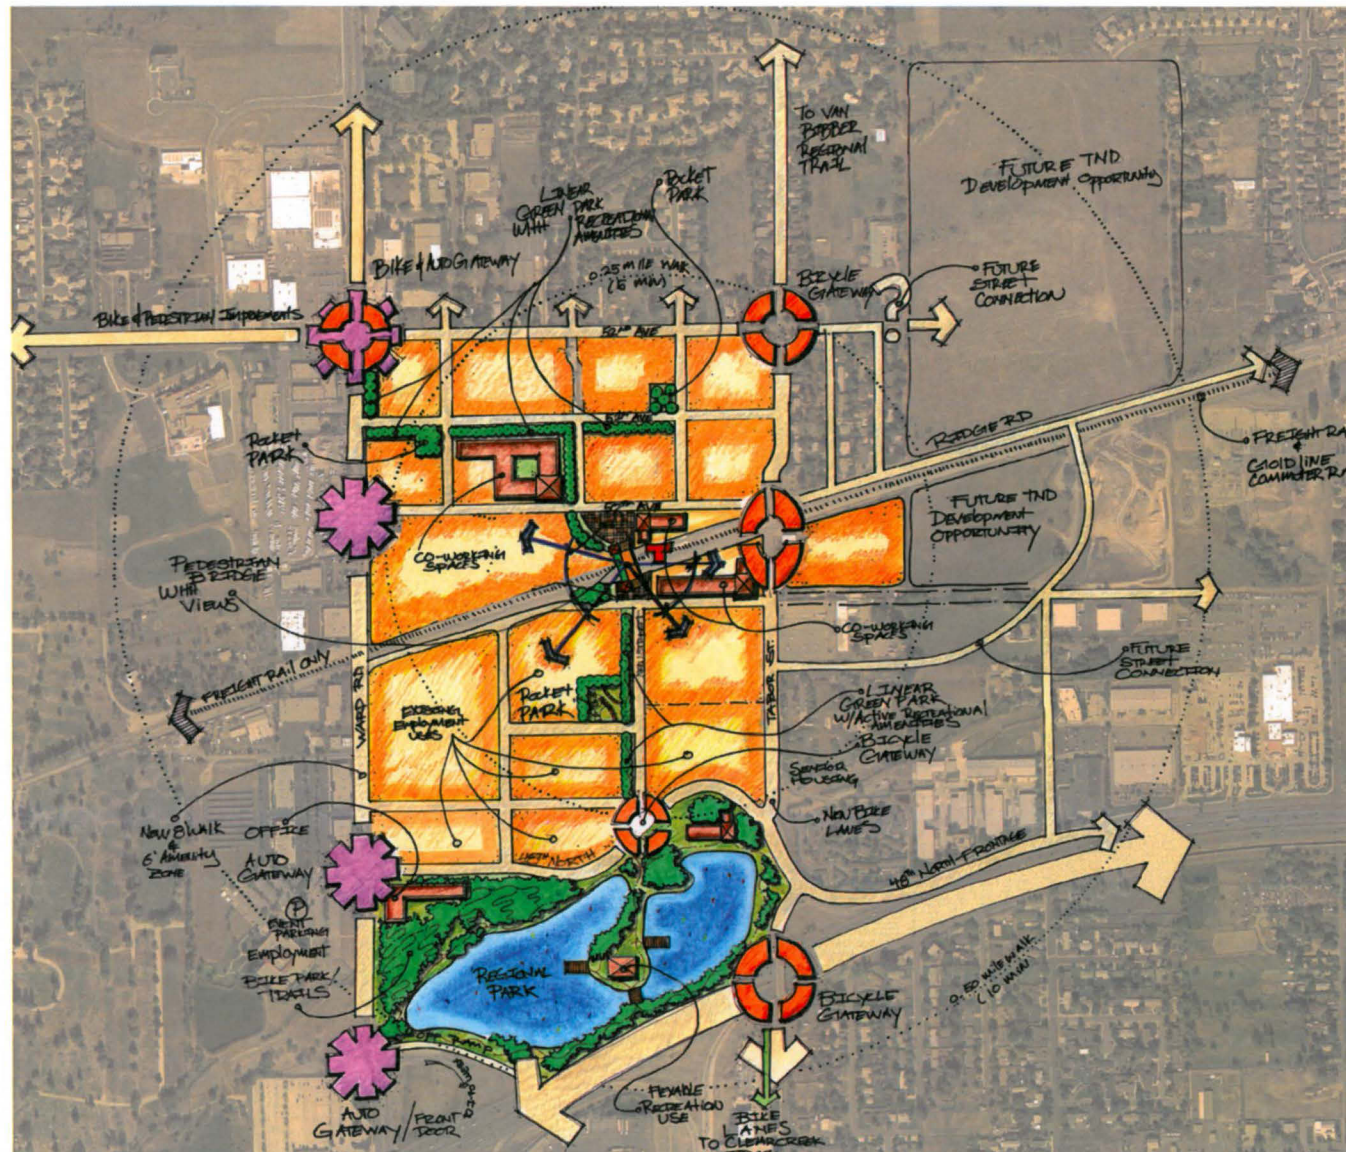 TO VAN
BIBBER
REGIONAL
TRAIL
FUTURE TND
DEVELOPMENT OPPORTUNITY
LINEAR
GREEN PARK
WITH RECREATIONAL
AMENITIES
POCKET
PARK
BIKE & AUTO GATEWAY
0.25 MILE WALK
(5 MIN)
BICYCLE
GATEWAY
?
FUTURE
STREET
CONNECTION
BIKE & PEDESTRIAN
52ND AVE
RIDGE RD
POCKET
PARK
FREIGHT RA
&
GOLD LINE
COMMUTER RA
FUTURE TND
DEVELOPMENT
OPPORTUNITY
CO-WORKING
SPACES
PEDESTRIAN
BRIDGE
WITH
VIEWS
CO-WORKING
SPACES
FUTURE
STREET
CONNECTION
FREIGHT RAIL ONLY
WARD RD
TABOR ST.
POCKET
PARK
EXISTING
EMPLOYMENT
USES
LINEAR
GREEN PARK
W/ACTIVE RECREATIONAL
AMENITIES
BICYCLE
GATEWAY
SENIOR
HOUSING
NEW BIKE
LANES
NEW 8' WALK
&
6' AMENITY
ZONE
OFFICE
AUTO
GATEWAY
48TH NORTH-FRONTAGE
P
EVENT
PARKING
EMPLOYMENT
BIKE PARK/
TRAILS
REGIONAL
PARK
0.50 MILE WALK
(10 MIN)
BICYCLE
GATEWAY
RAMP
AUTO
GATEWAY/FRONT
DOOR
RECREATION
USE
BIKE
LANES
TO CLEAR CREEK